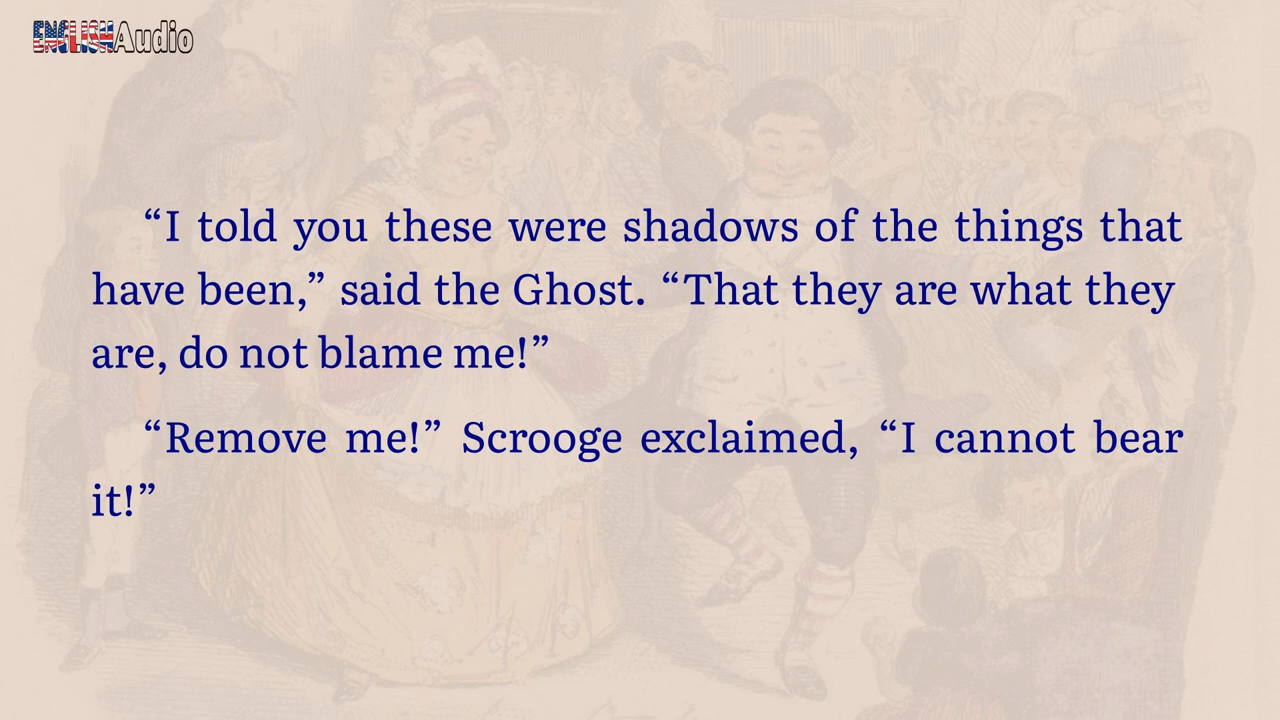 ENGLISHAudio
“I told you these were shadows of the things that
have been,” said the Ghost. “That they are what they
are, do not blame me!”
“Remove me!” Scrooge exclaimed, “I cannot bear
it!”